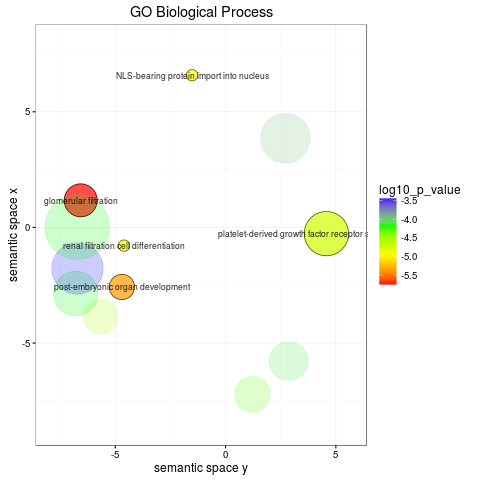 GO Biological Process
NLS-bearing protein import into nucleus
glomerular filtration
platelet-derived growth factor receptor s
renal filtration cell differentiation
post-embryonic organ development
semantic space x
5
0
-5
-5
0
5
semantic space y
log10_p_value
-3.5
-4.0
-4.5
-5.0
-5.5